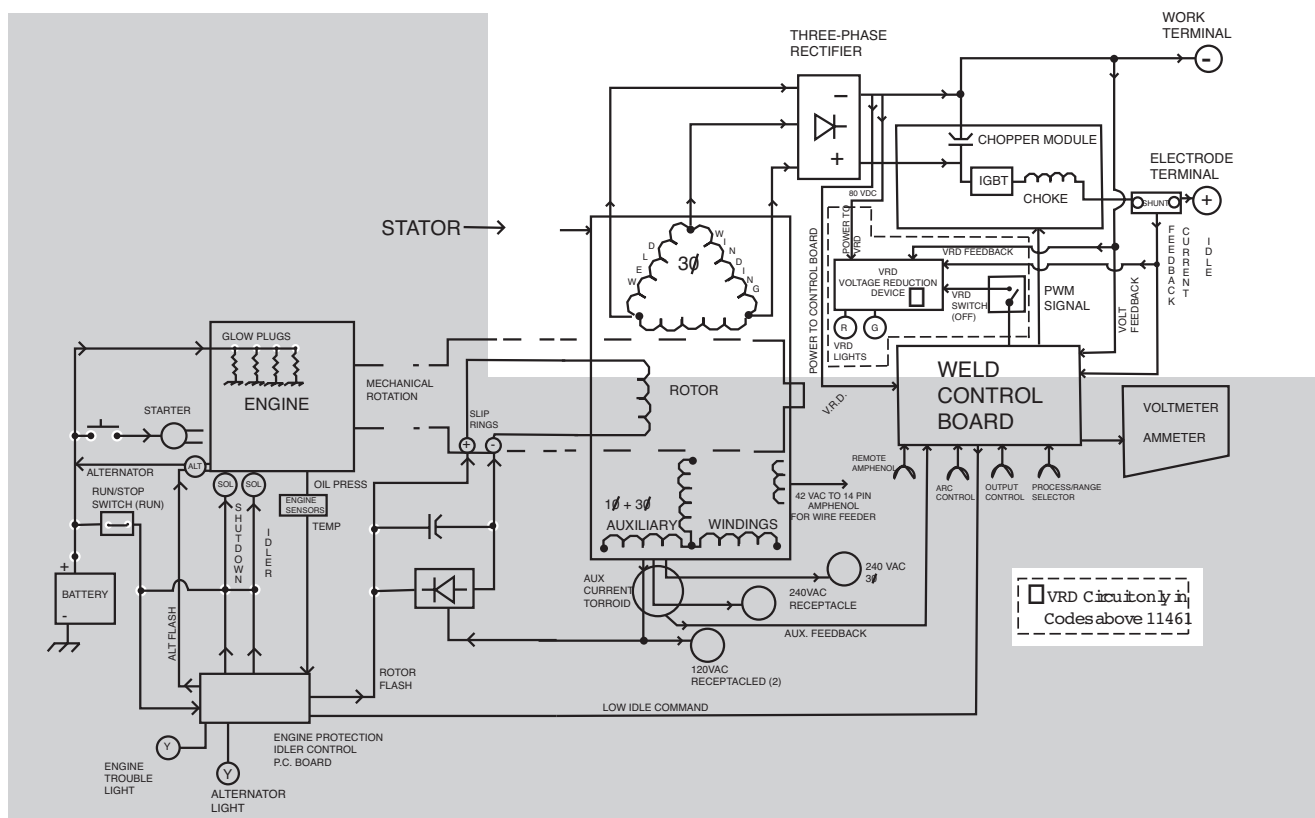 WORK
TERMINAL
-
THREE-PHASE
RECTIFIER
-
+
CHOPPER MODULE
IGBT
CHOKE
ELECTRODE
TERMINAL
SHUNT
+
STATOR
WELD
WINDING
3Ø
80 VDC
POWER TO CONTROL BOARD
POWER TO
VRD
VRD FEEDBACK
VRD
VOLTAGE REDUCTION
DEVICE
VRD
SWITCH
(OFF)
R
G
VRD
LIGHTS
PWM
SIGNAL
VOLT
FEEDBACK
FEEDBACK
CURRENT
IDLE
GLOW PLUGS
ENGINE
MECHANICAL
ROTATION
ROTOR
SLIP
RINGS
+
-
V.R.D.
WELD
CONTROL
BOARD
VOLTMETER
AMMETER
STARTER
ALTERNATOR
ALT
SOL
SOL
OIL PRESS
ENGINE
SENSORS
TEMP
RUN/STOP
SWITCH (RUN)
SHUTDOWN
IDLER
REMOTE
AMPHENOL
ARC
CONTROL
OUTPUT
CONTROL
PROCESS/RANGE
SELECTOR
1Ø + 3Ø
AUXILIARY
WINDINGS
42 VAC TO 14 PIN
AMPHENOL
FOR WIRE FEEDER
+
BATTERY
-
ALT FLASH
AUX
CURRENT
TORROID
240 VAC
3Ø
240VAC
RECEPTACLE
AUX. FEEDBACK
120VAC
RECEPTACLED (2)
VRD Circuit only in
Codes above 11461
ROTOR
FLASH
LOW IDLE COMMAND
ENGINE PROTECTION
IDLER CONTROL
P.C. BOARD
Y
ENGINE
TROUBLE
LIGHT
Y
ALTERNATOR
LIGHT